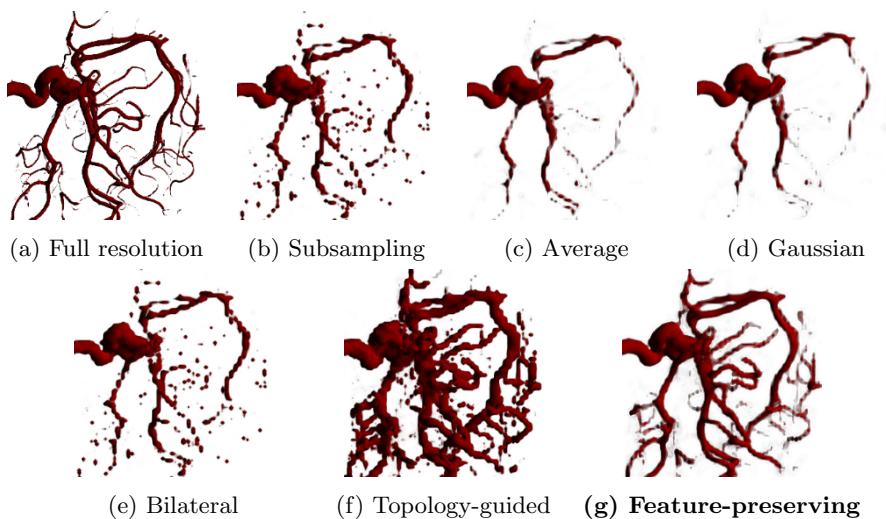 (a) Full resolution
(b) Subsampling
(c) Average
(d) Gaussian
(e) Bilateral
(f) Topology-guided
(g) Feature-preserving